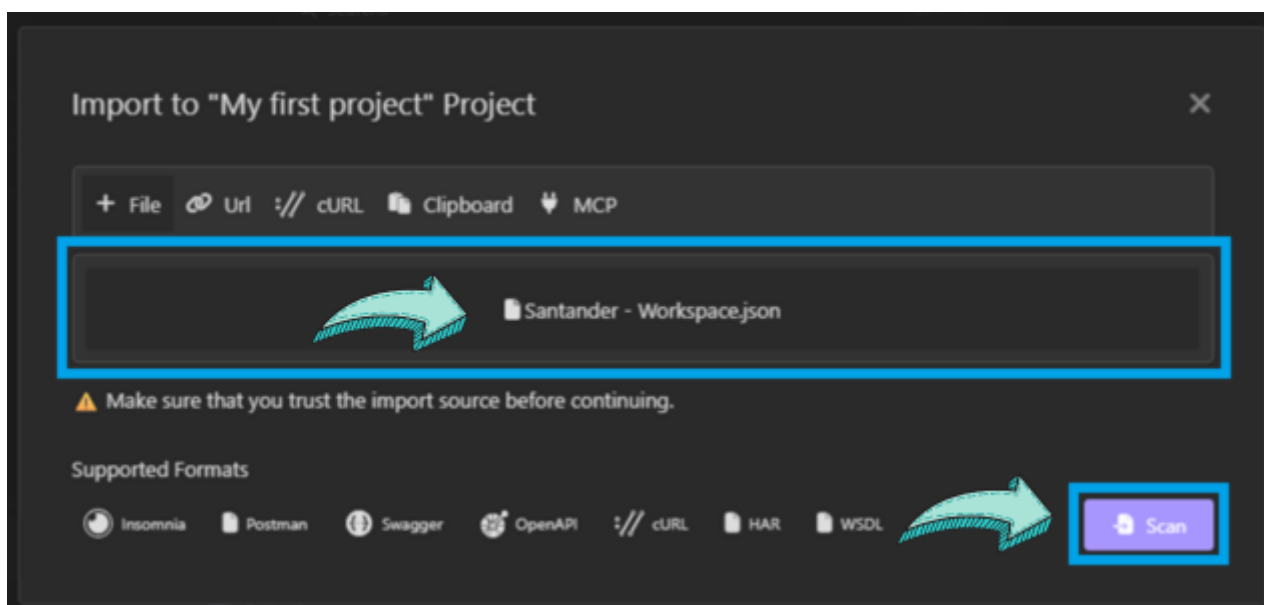 Import to "My first project" Project
+ File Url :// cURL Clipboard MCP
Santander - Workspace.json
Make sure that you trust the import source before continuing.
Supported Formats
Insomnia Postman Swagger OpenAPI :// cURL HAR WSDL Scan